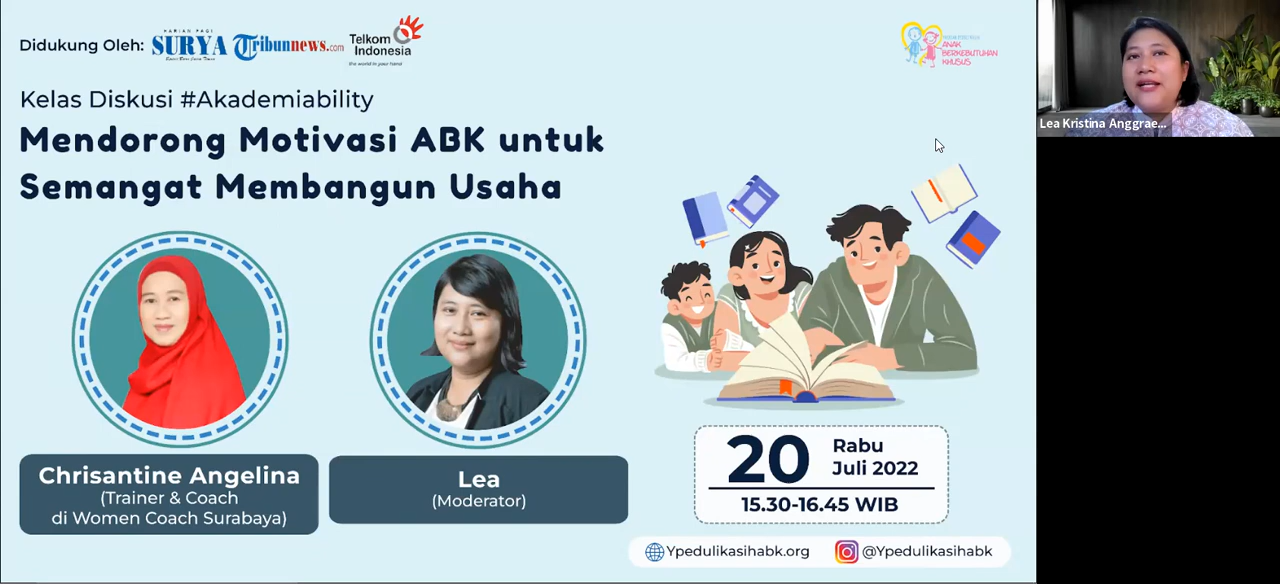 Didukung Oleh:
HARIAN PAGI
SURYA
Tribunnews.com
Telkom
Indonesia
the world in your hand
ANAK
BERKEBUTUHAN
KHUSUS
Lea Kristina Anggrae...
Kelas Diskusi #Akademiability
Mendorong Motivasi ABK untuk
Semangat Membangun Usaha
Chrisantine Angelina
(Trainer & Coach
di Women Coach Surabaya)
Lea
(Moderator)
20
Rabu
Juli 2022
15.30-16.45 WIB
Ypedulikasihabk.org
@Ypedulikasihabk